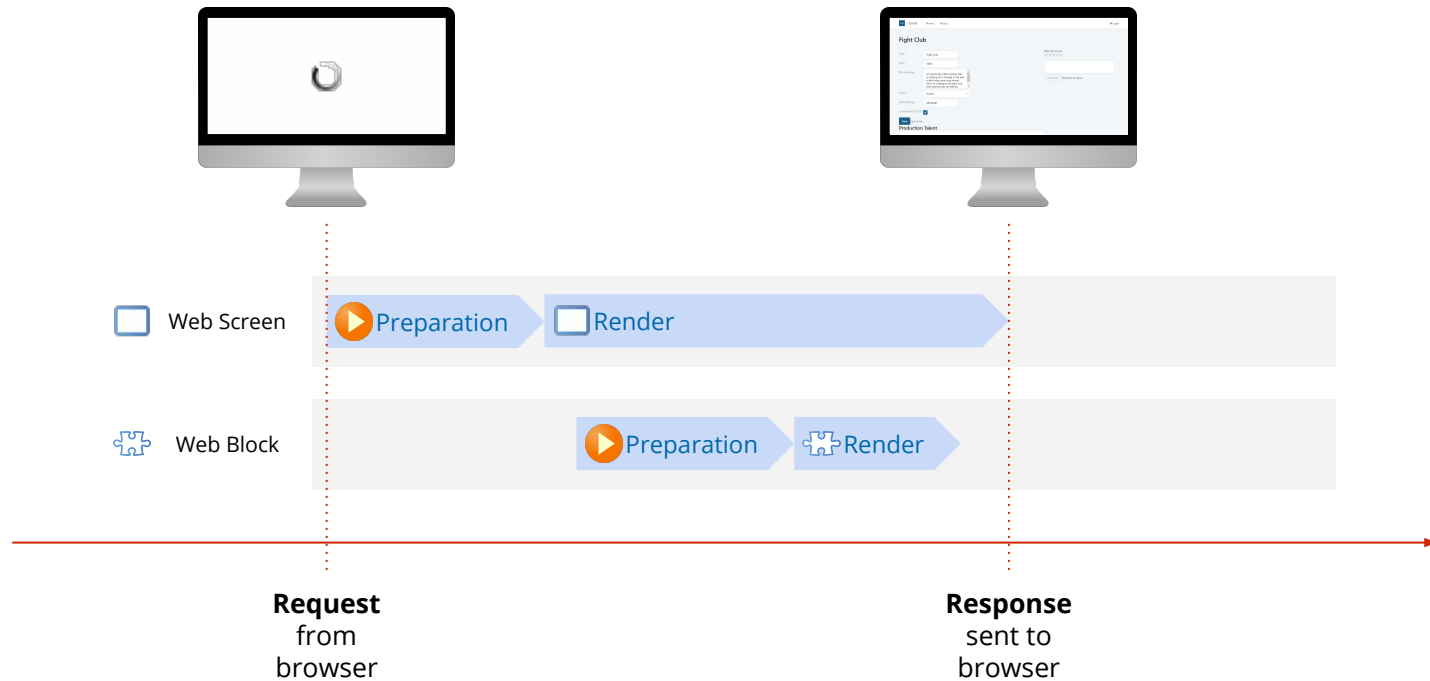 Fight Club
Production Talent
Web Screen
Preparation
Render
Web Block
Preparation
Render
Request
from
browser
Response
sent to
browser